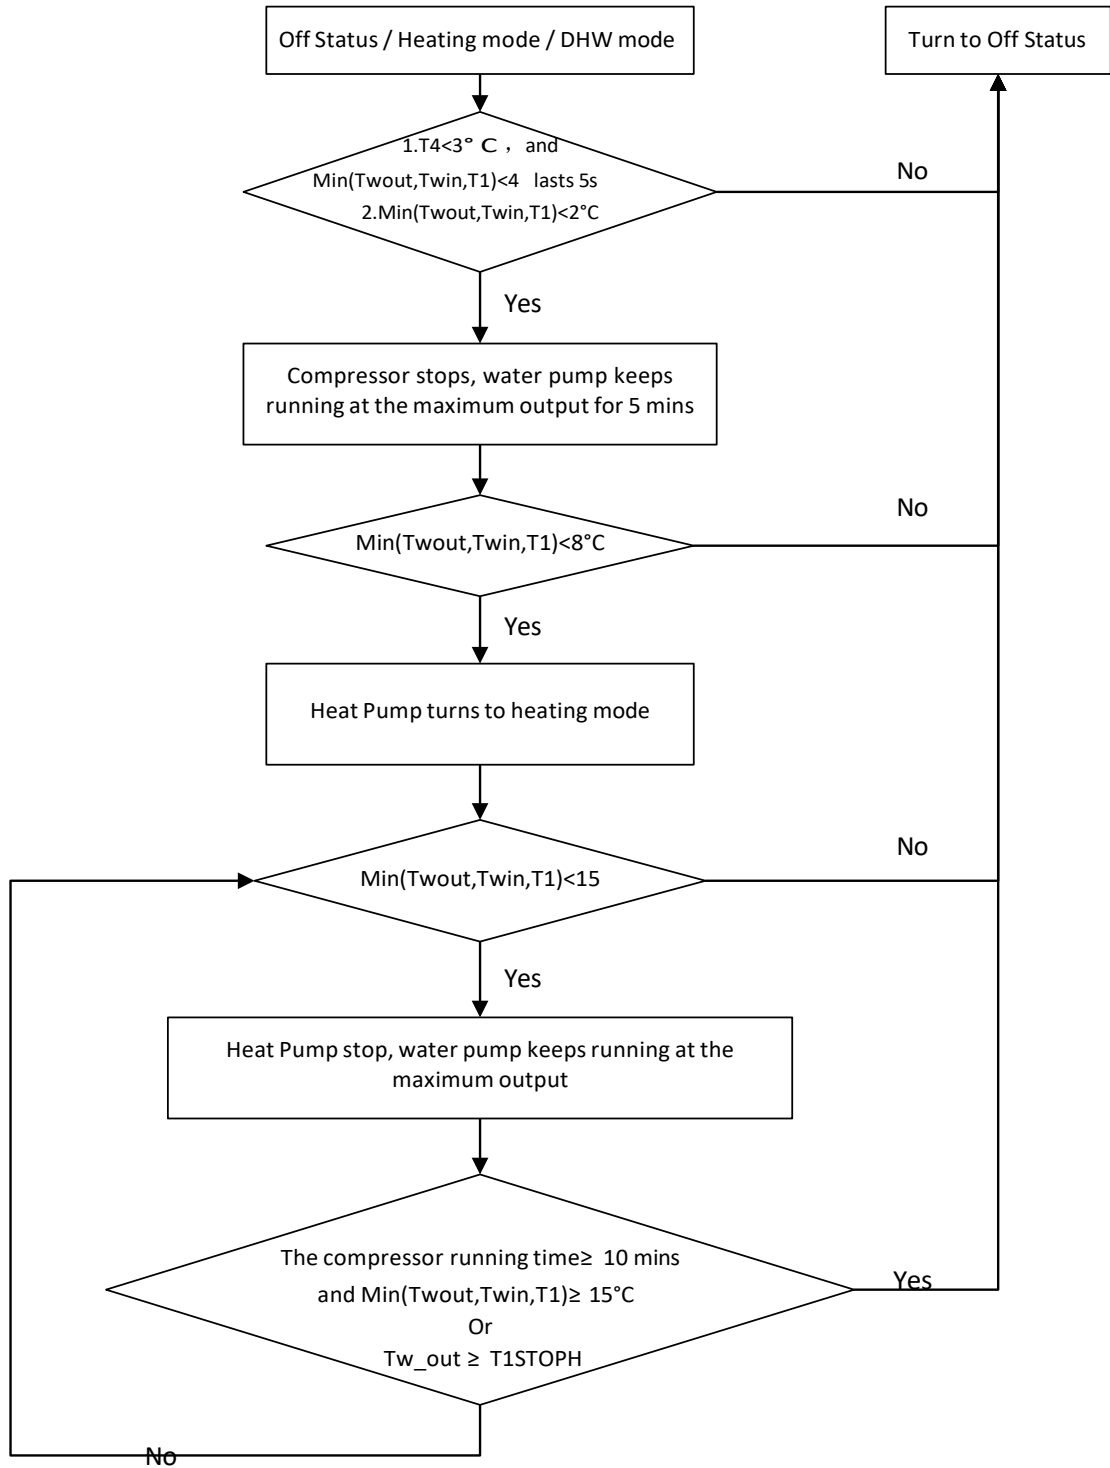 Off Status / Heating mode / DHW mode
Turn to Off Status
1.T4<3° C ， and
Min(Twout,Twin,T1)<4 lasts 5s
2.Min(Twout,Twin,T1)<2°C
No
Yes
Compressor stops, water pump keeps
running at the maximum output for 5 mins
No
Min(Twout,Twin,T1)<8°C
Yes
Heat Pump turns to heating mode
No
Min(Twout,Twin,T1)<15
Yes
Heat Pump stop, water pump keeps running at the
maximum output
The compressor running time≥ 10 mins
and Min(Twout,Twin,T1)≥ 15°C
Or
Tw_out ≥ T1STOPH
Yes
No